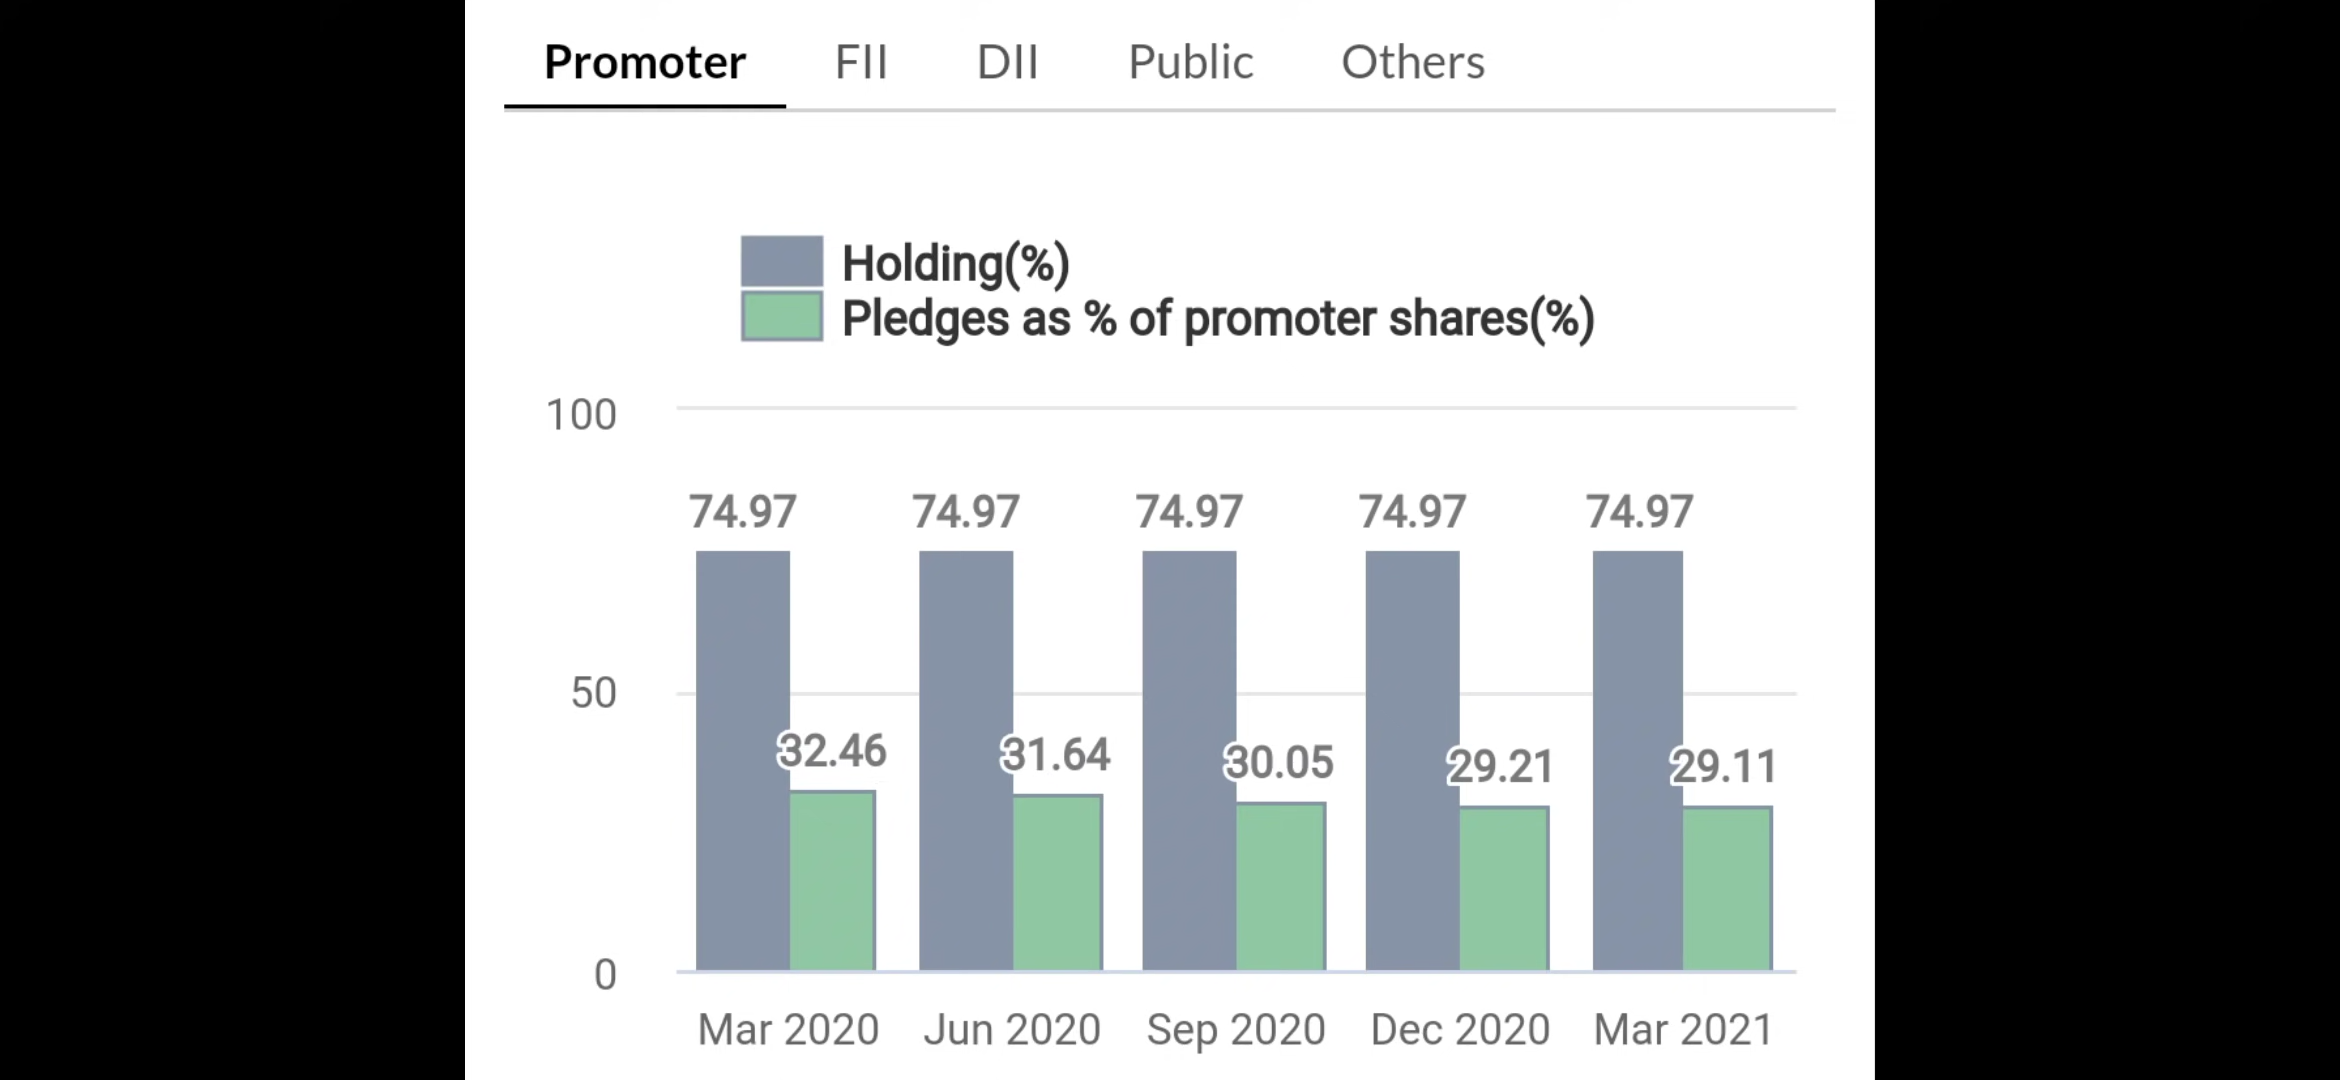 Promoter FII DII Public Others
Holding(%)
Pledges as % of promoter shares(%)
100
74.97 74.97 74.97 74.97 74.97
50
32.46 31.64 30.05 29.21 29.11
0
Mar 2020 Jun 2020 Sep 2020 Dec 2020 Mar 2021